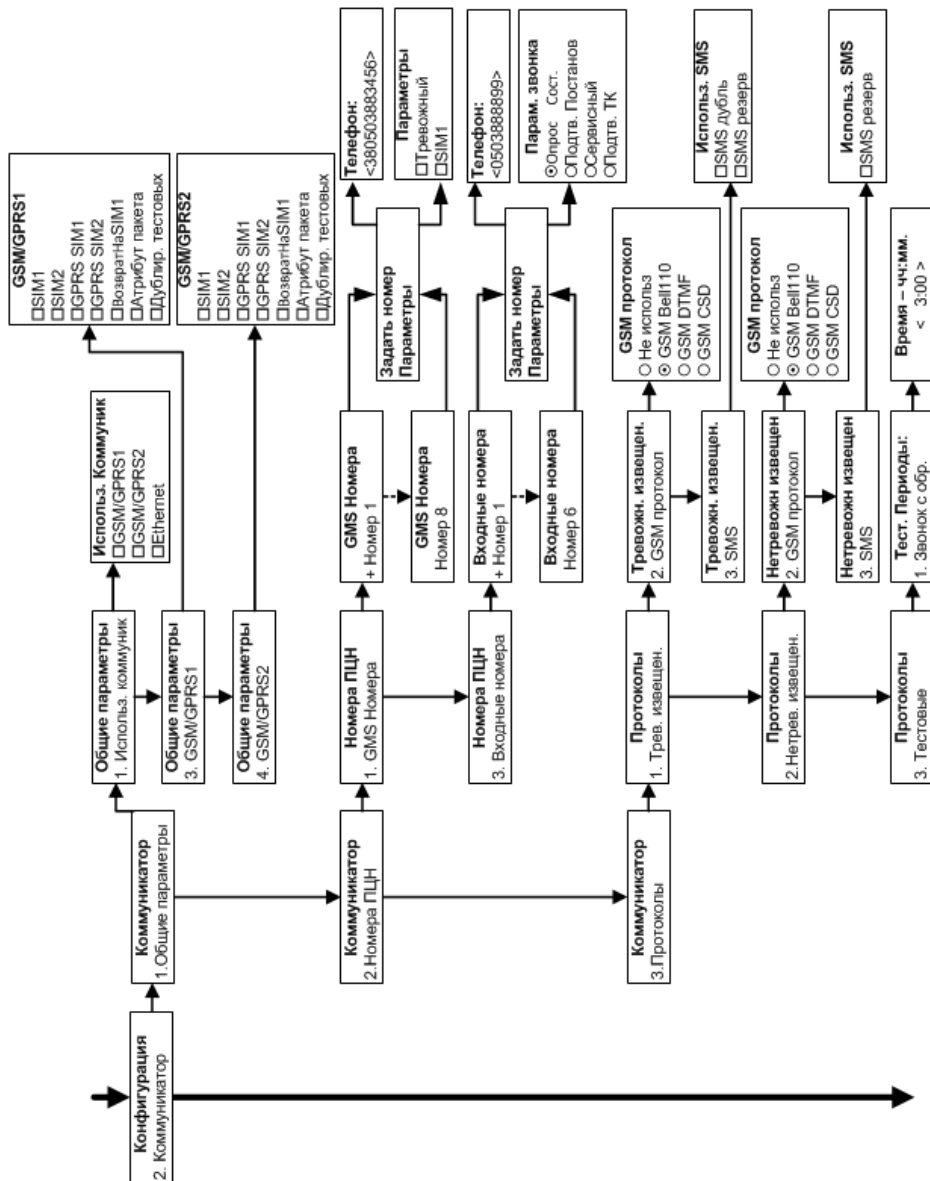 Конфигурация
2. Коммуникатор
Коммуникатор
1.Общие параметры
Общие параметры
1. Использ. коммуник
Использ. Коммуник
□GSM/GPRS1
□GSM/GPRS2
□Ethernet
Общие параметры
3. GSM/GPRS1
GSM/GPRS1
□SIM1
□SIM2
□GPRS SIM1
□GPRS SIM2
□ВозвратНаSIM1
□Атрибут пакета
□Дублир. тестовых
Общие параметры
4. GSM/GPRS2
GSM/GPRS2
□SIM1
□SIM2
□GPRS SIM1
□GPRS SIM2
□ВозвратНаSIM1
□Атрибут пакета
□Дублир. тестовых
Коммуникатор
2.Номера ПЦН
Номера ПЦН
1. GMS Номера
GMS Номера
+ Номер 1
GMS Номера
Номер 8
Задать номер
Параметры
Телефон:
<380503883456>
Параметры
□Тревожный
□SIM1
Номера ПЦН
3. Входные номера
Входные номера
+ Номер 1
Входные номера
Номер 6
Задать номер
Параметры
Телефон:
<0503888899>
Парам. звонка
⊙Опрос Сост.
○Подтв. Постанов
○Сервисный
○Подтв. ТК
Коммуникатор
3.Протоколы
Протоколы
1. Трев. извещен.
Тревожн. извещен.
2. GSM протокол
GSM протокол
○ Не использ
⊙ GSM Bell110
○ GSM DTMF
○ GSM CSD
Тревожн. извещен.
3. SMS
Использ. SMS
□SMS дубль
□SMS резерв
Протоколы
2.Нетрев. извещен.
Нетревожн извещен
2. GSM протокол
GSM протокол
○ Не использ
⊙ GSM Bell110
○ GSM DTMF
○ GSM CSD
Нетревожн извещен
3. SMS
Использ. SMS
□SMS резерв
Протоколы
3. Тестовые
Тест. Периоды:
1. Звонок с обр.
Время – чч:мм.
< 3:00 >